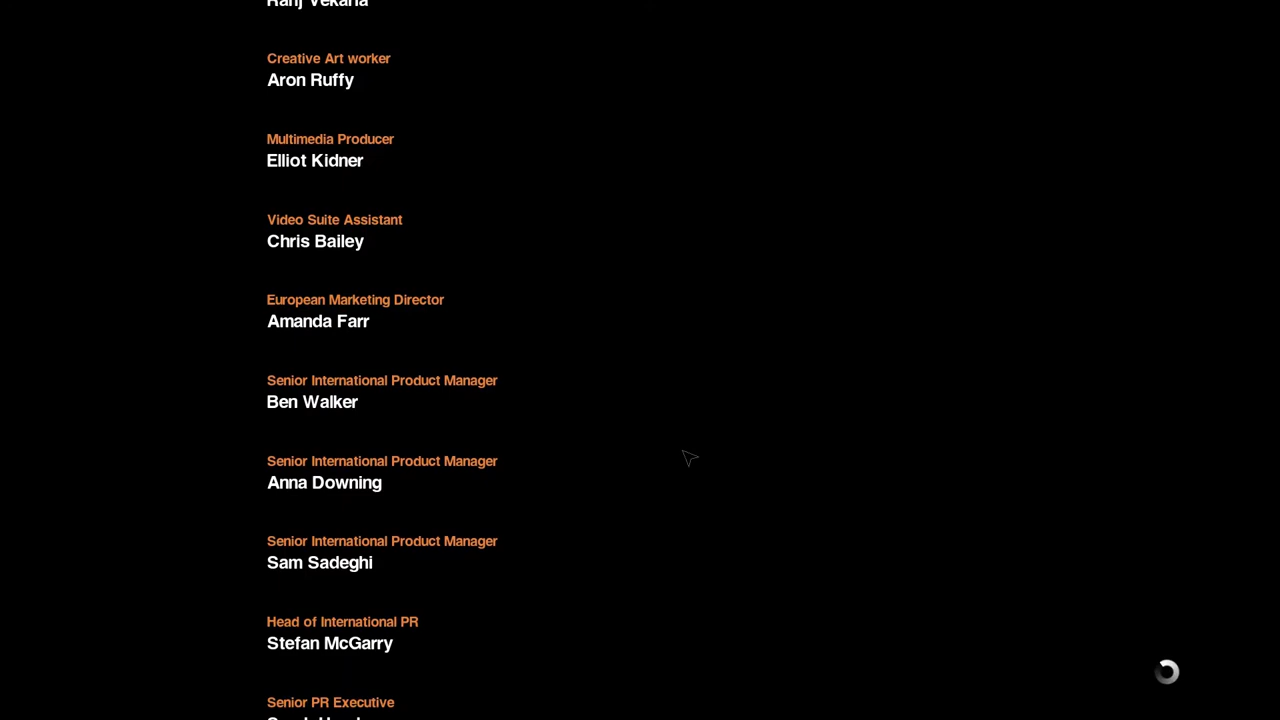 Ranj Vekaria
Creative Art worker
Aron Ruffy
Multimedia Producer
Elliot Kidner
Video Suite Assistant
Chris Bailey
European Marketing Director
Amanda Farr
Senior International Product Manager
Ben Walker
Senior International Product Manager
Anna Downing
Senior International Product Manager
Sam Sadeghi
Head of International PR
Stefan McGarry
Senior PR Executive